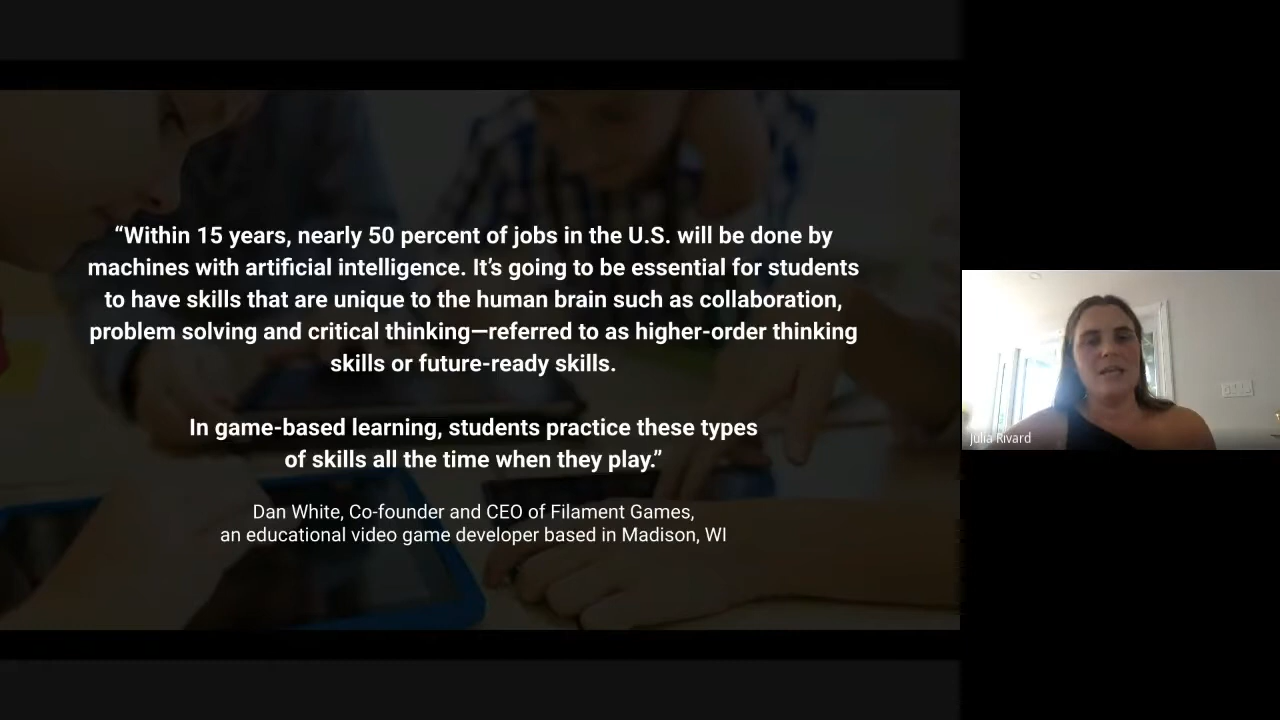 “Within 15 years, nearly 50 percent of jobs in the U.S. will be done by
machines with artificial intelligence. It’s going to be essential for students
to have skills that are unique to the human brain such as collaboration,
problem solving and critical thinking—referred to as higher-order thinking
skills or future-ready skills.
In game-based learning, students practice these types
of skills all the time when they play.”
Dan White, Co-founder and CEO of Filament Games,
an educational video game developer based in Madison, WI
Julia Rivard